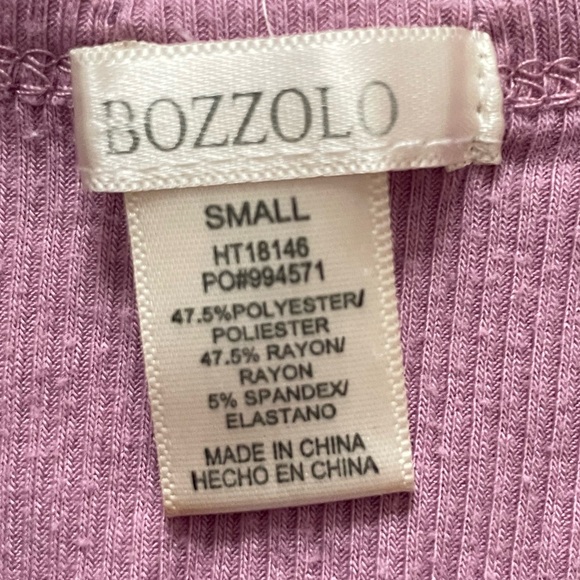 BOZZOLO
SMALL
HT18146
PO#994571
47.5%POLYESTER/
POLIESTER
47.5% RAYON/
RAYON
5% SPANDEX/
ELASTANO
MADE IN CHINA
HECHO EN CHINA